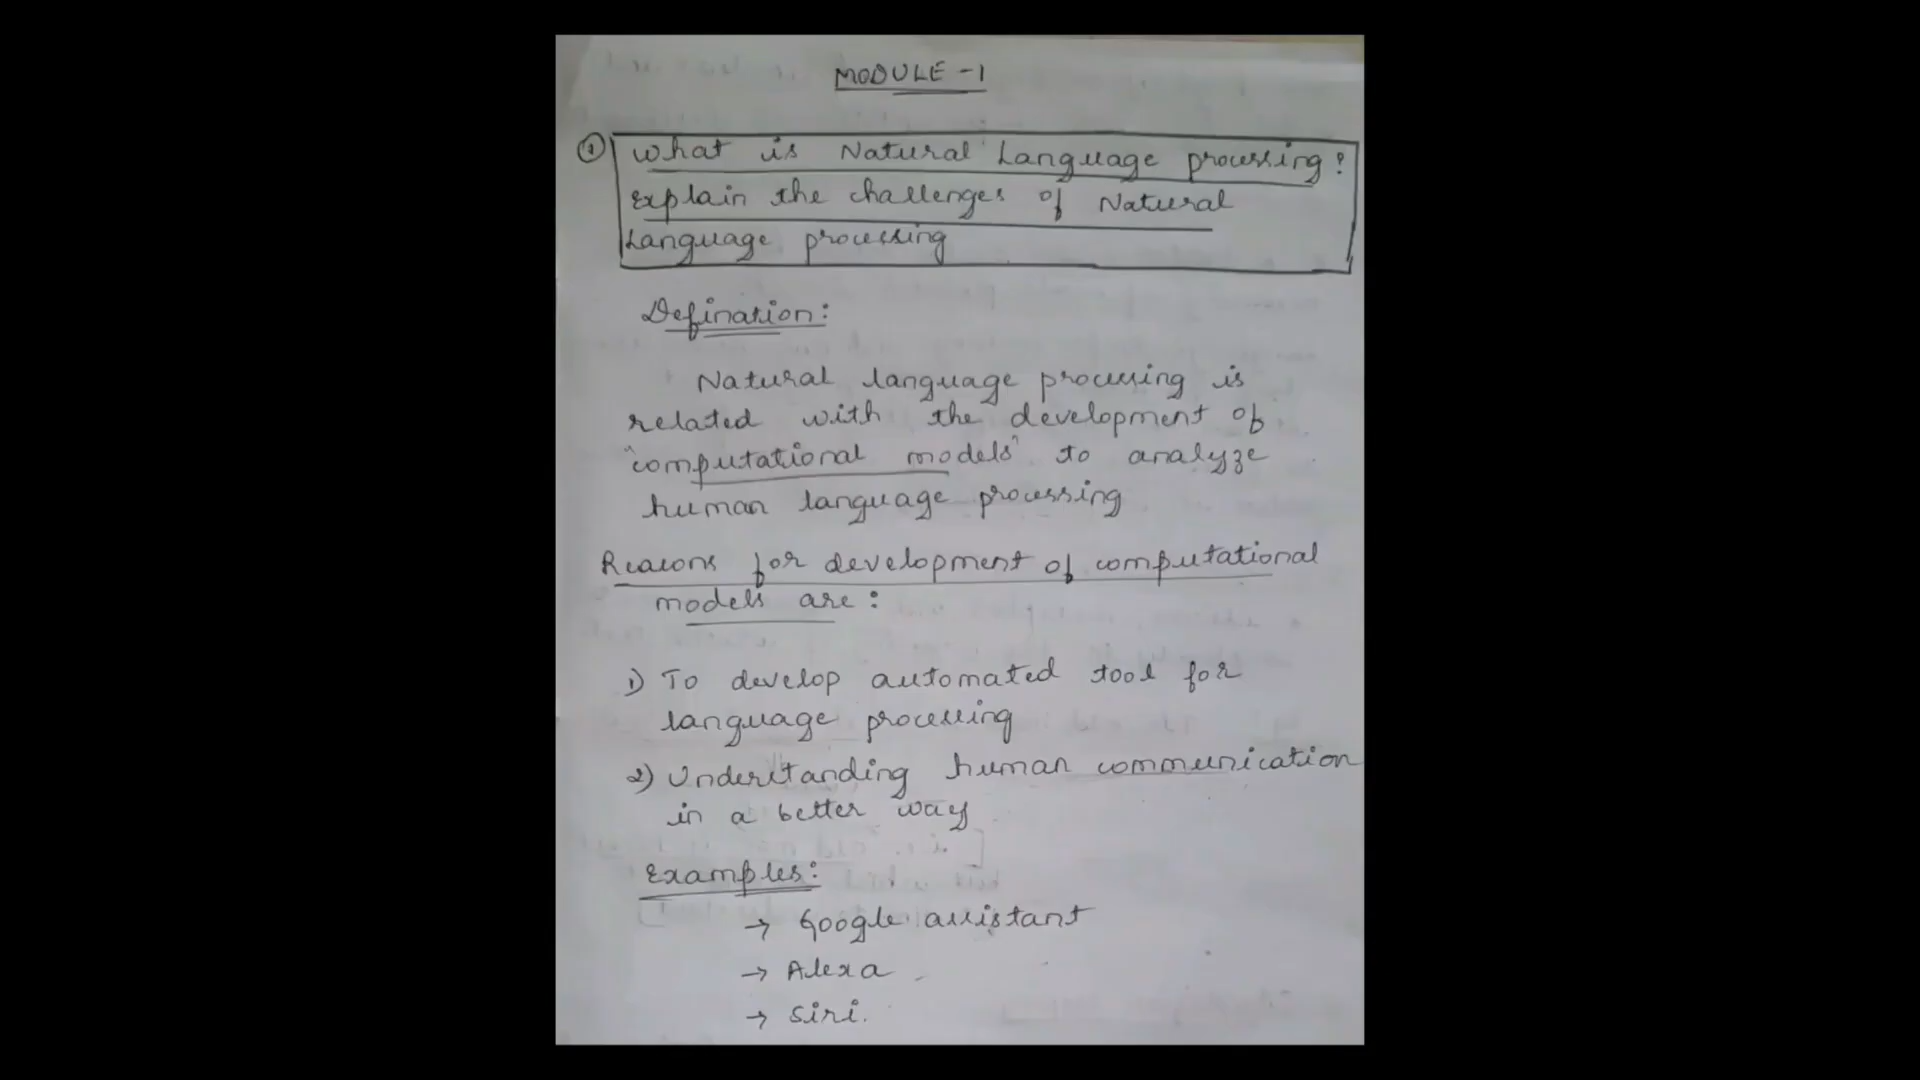 MODULE - 1
① What is Natural Language processing?
Explain the challenges of Natural
Language processing
Defination:
Natural language processing is
related with the development of
"computational models" to analyze
human language processing
Reasons for development of computational
models are:
1) To develop automated tool for
language processing
2) Understanding human communication
in a better way
Examples:
→ Google assistant
→ Alexa
→ Siri.